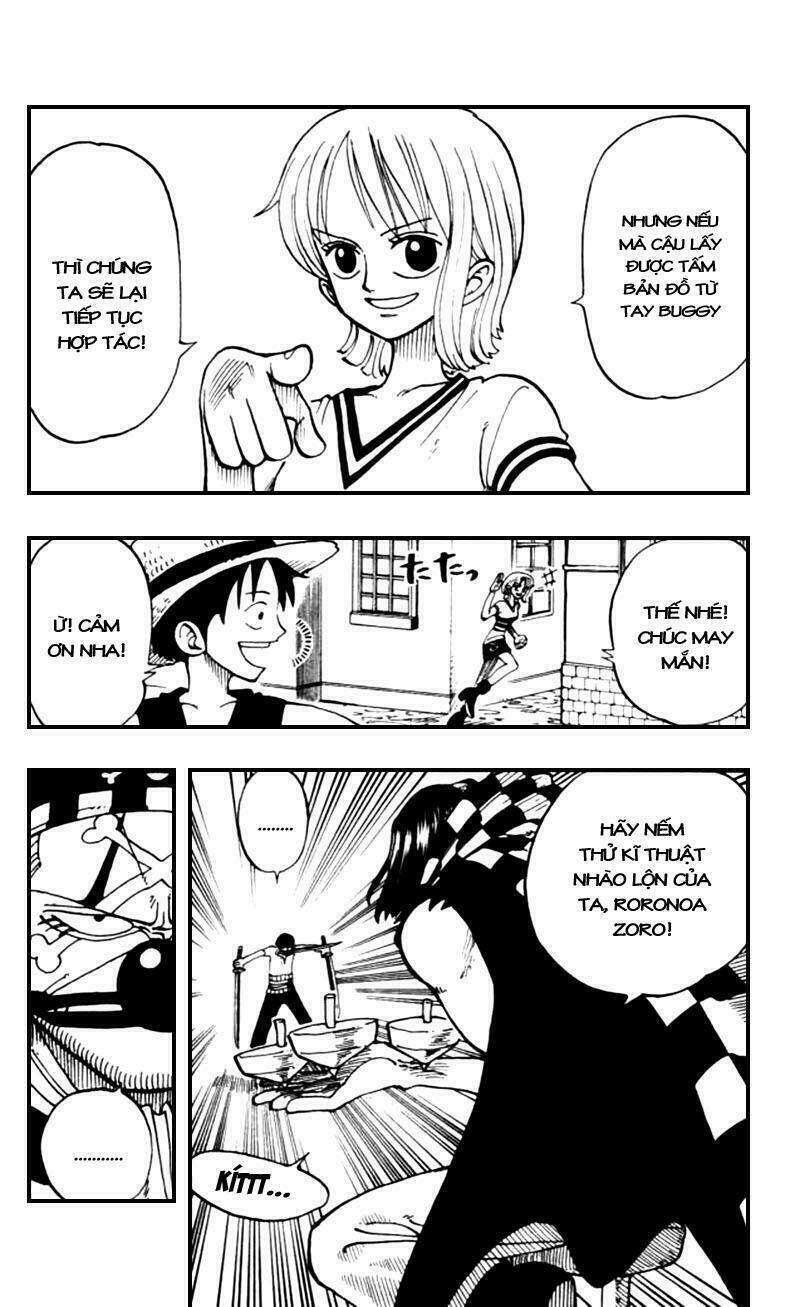 NHƯNG NẾU
MÀ CẬU LẤY
ĐƯỢC TẤM
BẢN ĐỒ TỪ
TAY BUGGY
THÌ CHÚNG
TA SẼ LẠI
TIẾP TỤC
HỢP TÁC!
THẾ NHÉ!
CHÚC MAY
MẮN!
たたっ
Ừ! CẢM
ƠN NHA!
HÃY NẾM
THỬ KĨ THUẬT
NHÀO LỘN CỦA
TA, RORONOA
ZORO!
.........
KÍTTT...
............